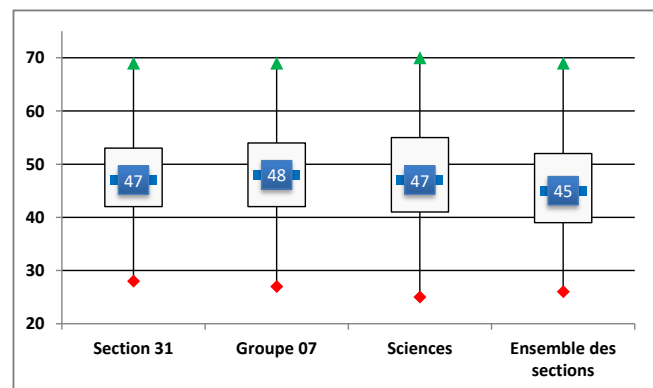 70
60
50
40
30
20
47
48
47
45
Section 31
Groupe 07
Sciences
Ensemble des
sections